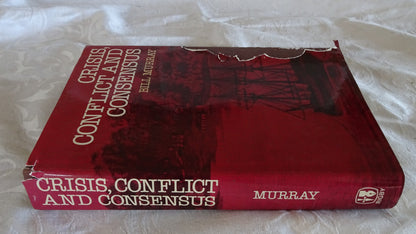 CRISIS,
CONFLICT AND
CONSENSUS
BILL MURRAY
CRISIS, CONFLICT
AND CONSENSUS
MURRAY